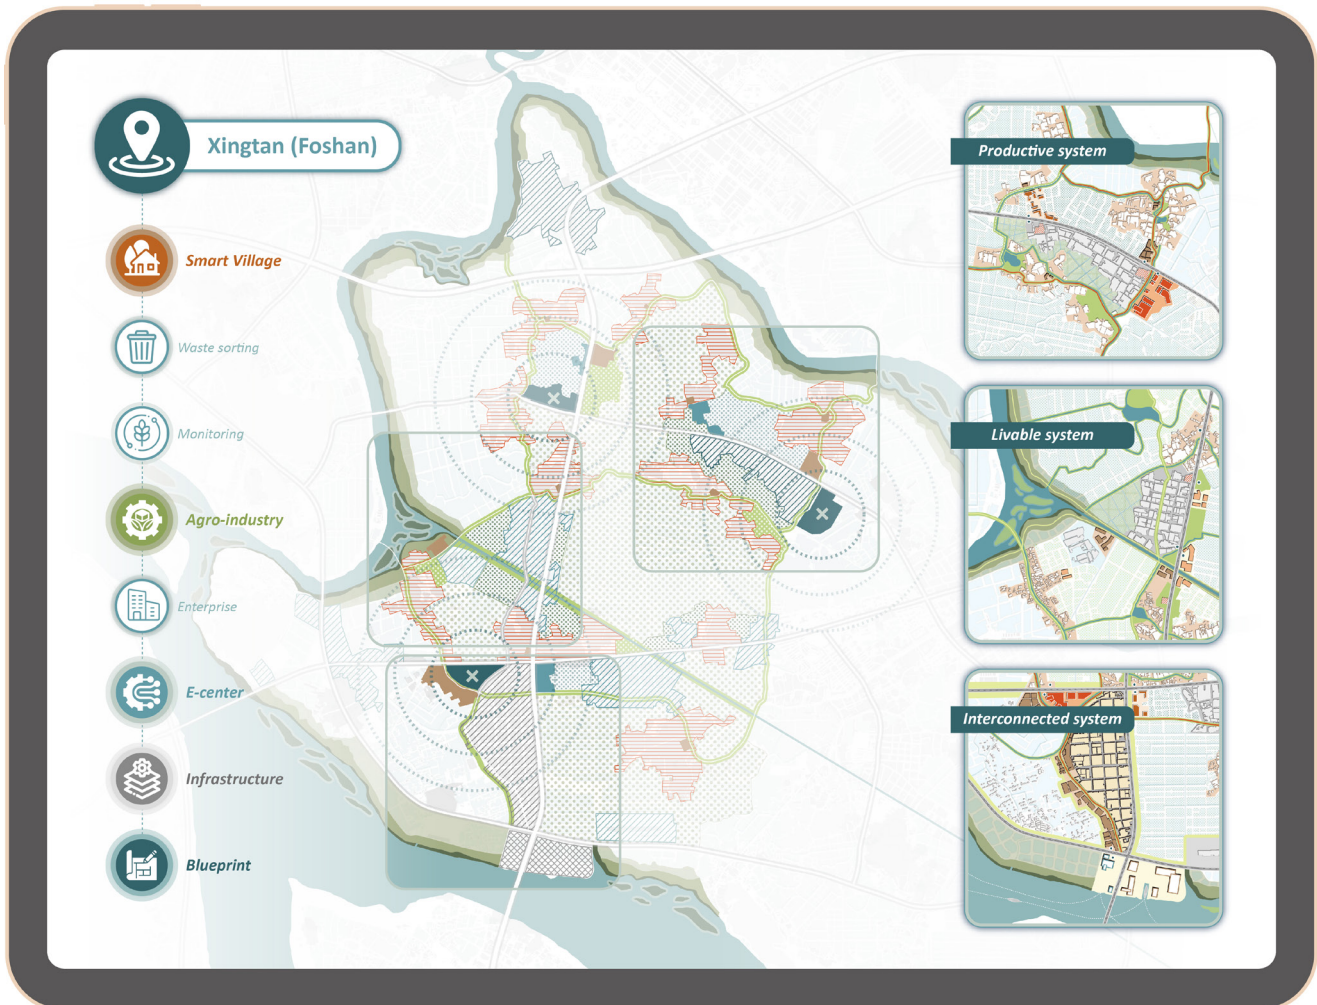 Xingtan (Foshan)
Smart Village
Waste sorting
Monitoring
Agro-industry
Enterprise
E-center
Infrastructure
Blueprint
Productive system
Livable system
Interconnected system